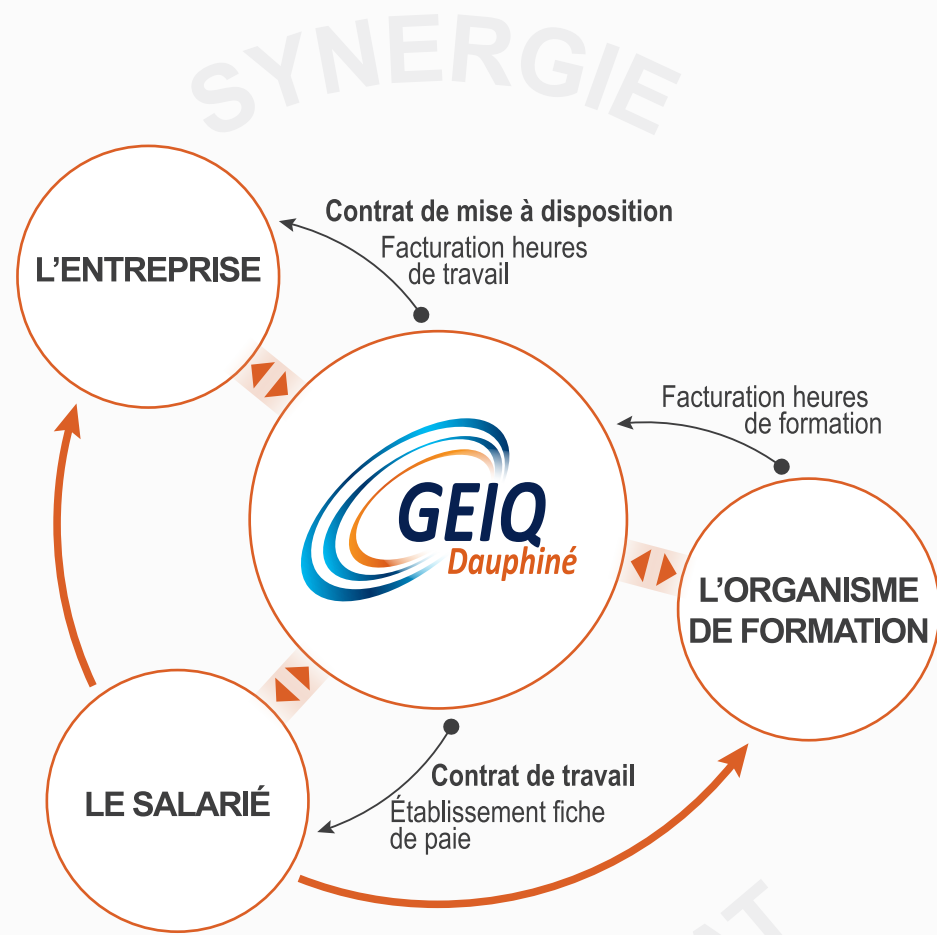 SYNERGIE
Contrat de mise à disposition
Facturation heures
de travail
L'ENTREPRISE
Facturation heures
de formation
GEIQ
Dauphiné
L'ORGANISME
DE FORMATION
Contrat de travail
Établissement fiche
de paie
LE SALARIÉ